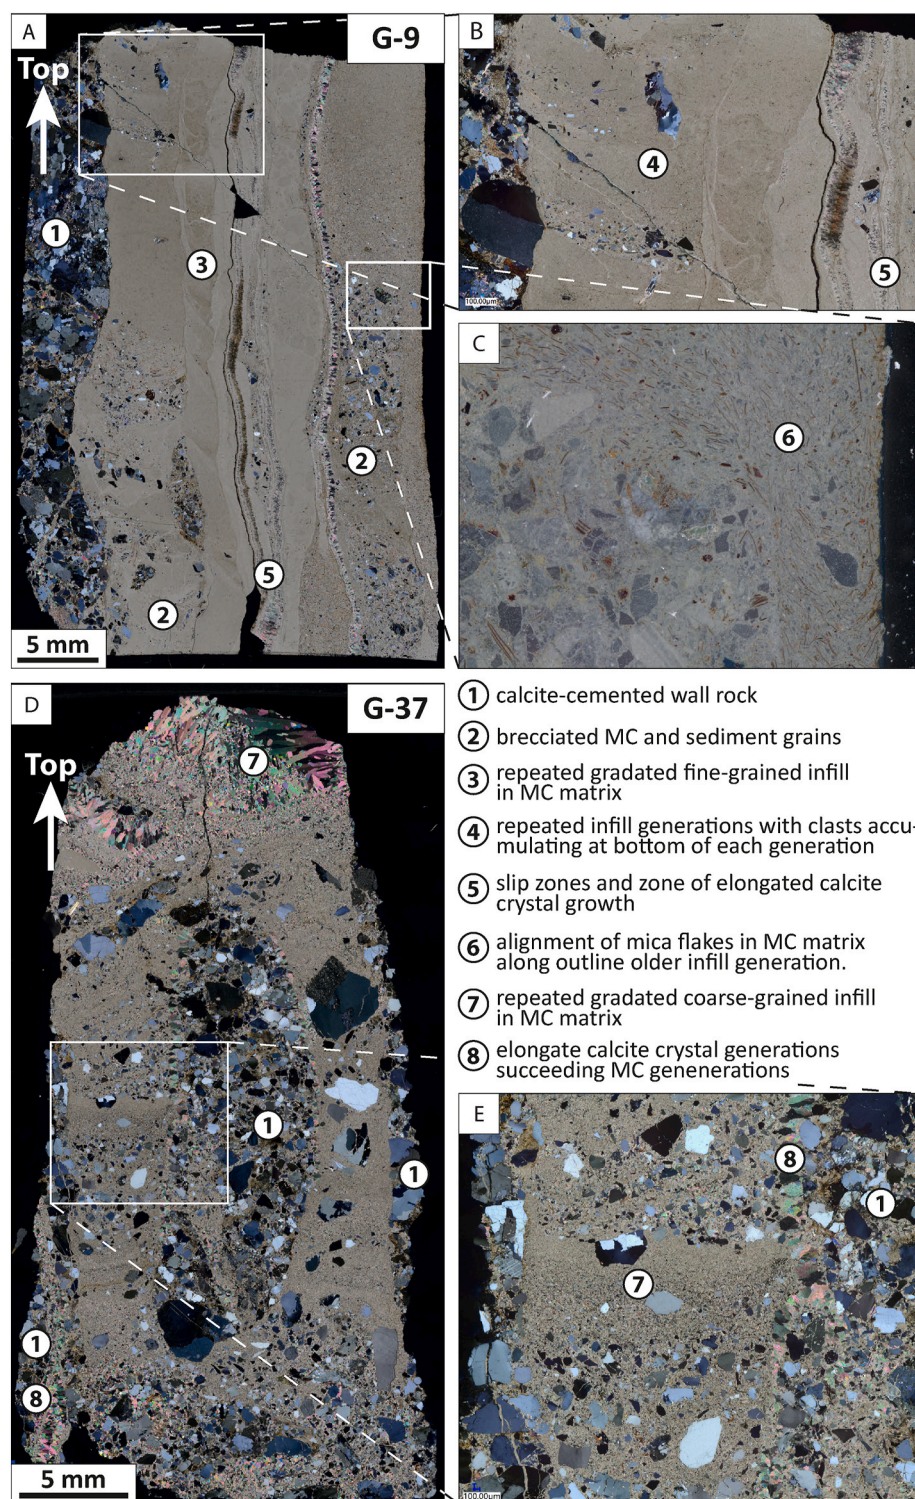 A
G-9
Top
1
3
2
2
5
5 mm
B
4
5
100.00µm
C
6
1 calcite-cemented wall rock
2 brecciated MC and sediment grains
3 repeated gradated fine-grained infill
in MC matrix
4 repeated infill generations with clasts accu-
mulating at bottom of each generation
5 slip zones and zone of elongated calcite
crystal growth
6 alignment of mica flakes in MC matrix
along outline older infill generation.
7 repeated gradated coarse-grained infill
in MC matrix
8 elongate calcite crystal generations
succeeding MC genenerations
D
G-37
Top
7
1
1
1
8
5 mm
E
8
1
7
100.00µm